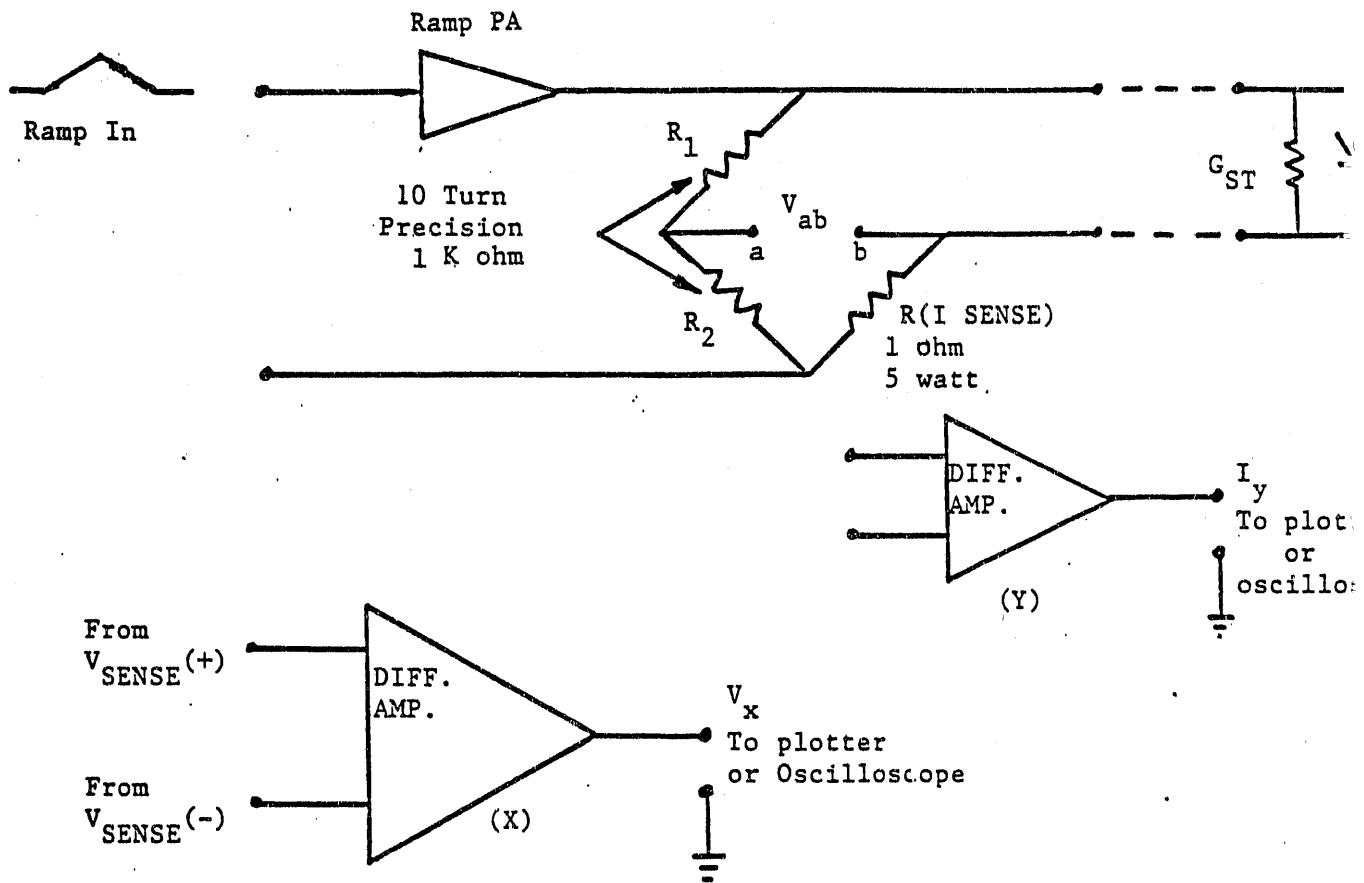 Ramp PA
Ramp In
R1
10 Turn
Precision
1 K ohm
Vab
a
b
GST
R2
R(I SENSE)
1 ohm
5 watt
DIFF.
AMP.
(Y)
Iy
To plot
or
oscillo
From
VSENSE(+)
DIFF.
AMP.
From
VSENSE(-)
(X)
Vx
To plotter
or Oscilloscope